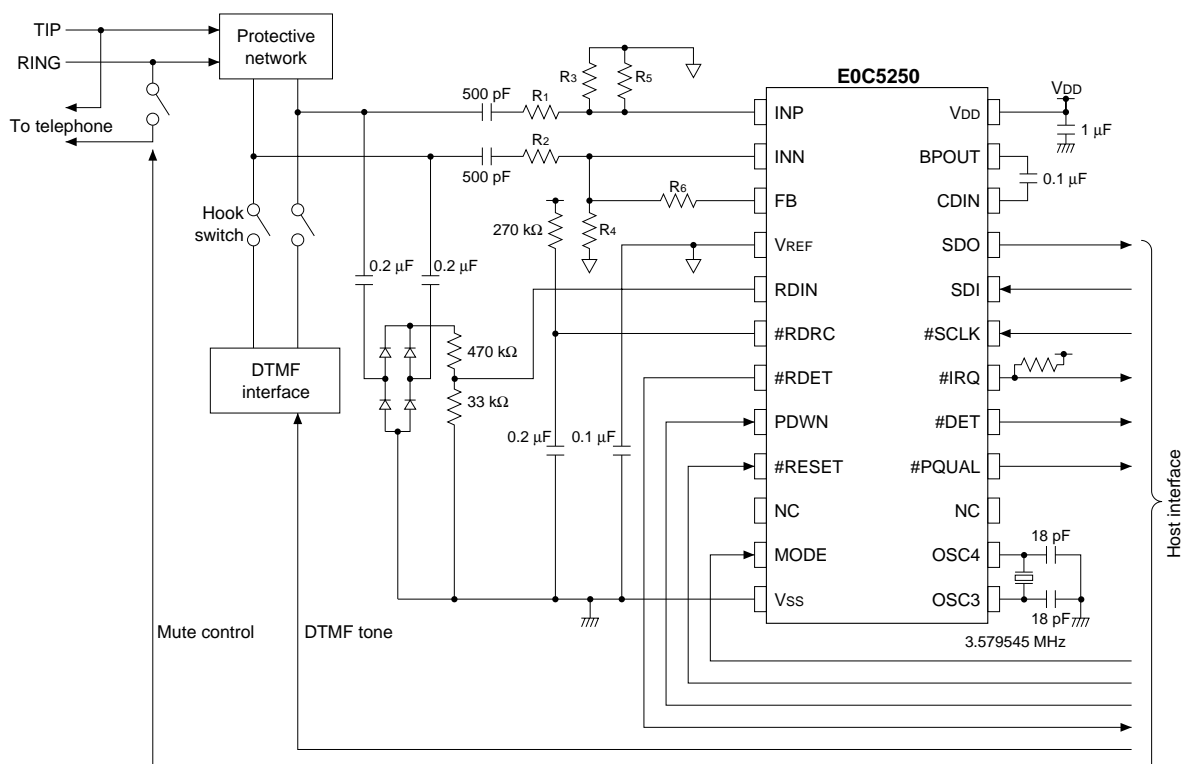 TIP
RING
To telephone
Protective
network
Hook
switch
DTMF
interface
500 pF
R1
R3
R5
500 pF
R2
R6
270 kΩ
R4
0.2 µF
0.2 µF
470 kΩ
33 kΩ
0.2 µF
0.1 µF
E0C5250
INP
INN
FB
VREF
RDIN
#RDRC
#RDET
PDWN
#RESET
NC
MODE
VSS
VDD
BPOUT
CDIN
SDO
SDI
#SCLK
#IRQ
#DET
#PQUAL
NC
OSC4
OSC3
VDD
1 µF
0.1 µF
18 pF
18 pF
3.579545 MHz
Host interface
Mute control
DTMF tone